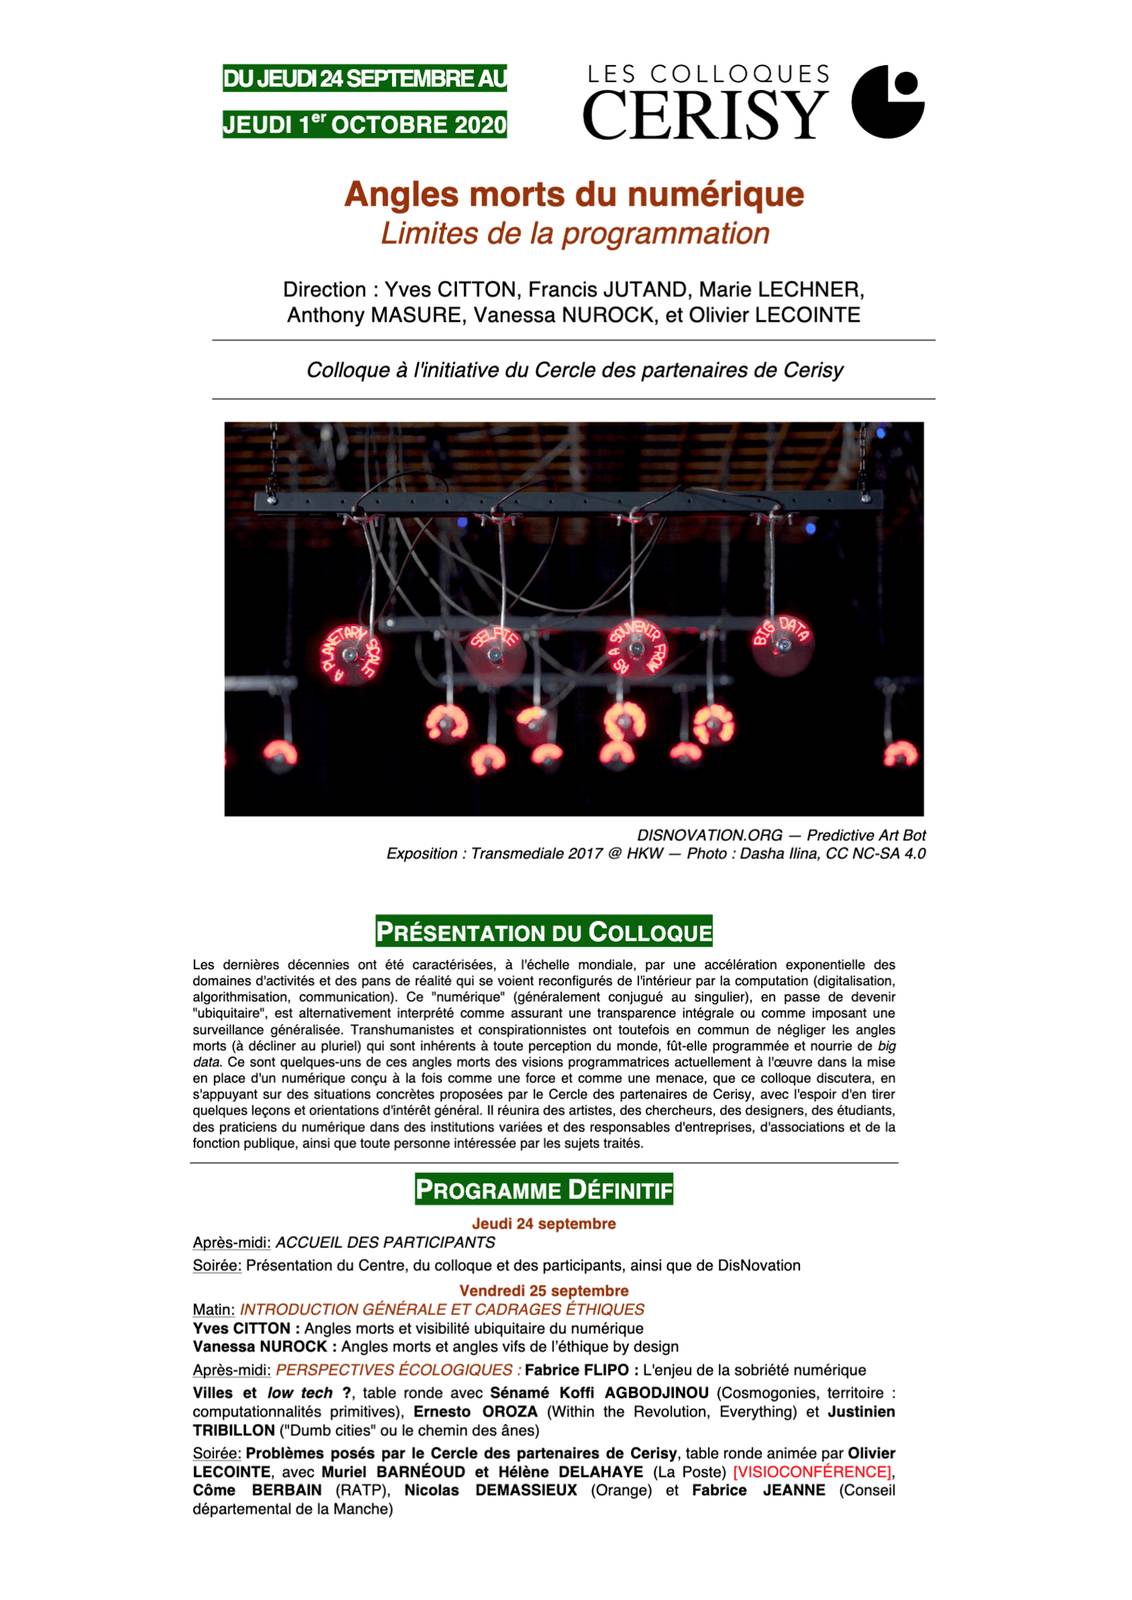 DU JEUDI 24 SEPTEMBRE AU
JEUDI 1er OCTOBRE 2020
LES COLLOQUES
CERISY
Angles morts du numérique
Limites de la programmation
Direction : Yves CITTON, Francis JUTAND, Marie LECHNER,
Anthony MASURE, Vanessa NUROCK, et Olivier LECOINTE
Colloque à l'initiative du Cercle des partenaires de Cerisy
A PLANETARY SCALE
SELFIE
AS A SOUVENIR FROM
BIG DATA
DISNOVATION.ORG — Predictive Art Bot
Exposition : Transmediale 2017 @ HKW — Photo : Dasha Ilina, CC NC-SA 4.0
PRÉSENTATION DU COLLOQUE
Les dernières décennies ont été caractérisées, à l'échelle mondiale, par une accélération exponentielle des
domaines d'activités et des pans de réalité qui se voient reconfigurés de l'intérieur par la computation (digitalisation,
algorithmisation, communication). Ce "numérique" (généralement conjugué au singulier), en passe de devenir
"ubiquitaire", est alternativement interprété comme assurant une transparence intégrale ou comme imposant une
surveillance généralisée. Transhumanistes et conspirationnistes ont toutefois en commun de négliger les angles
morts (à décliner au pluriel) qui sont inhérents à toute perception du monde, fût-elle programmée et nourrie de big
data. Ce sont quelques-uns de ces angles morts des visions programmatrices actuellement à l'œuvre dans la mise
en place d'un numérique conçu à la fois comme une force et comme une menace, que ce colloque discutera, en
s'appuyant sur des situations concrètes proposées par le Cercle des partenaires de Cerisy, avec l'espoir d'en tirer
quelques leçons et orientations d'intérêt général. Il réunira des artistes, des chercheurs, des designers, des étudiants,
des praticiens du numérique dans des institutions variées et des responsables d'entreprises, d'associations et de la
fonction publique, ainsi que toute personne intéressée par les sujets traités.
PROGRAMME DÉFINITIF
Jeudi 24 septembre
Après-midi: ACCUEIL DES PARTICIPANTS
Soirée: Présentation du Centre, du colloque et des participants, ainsi que de DisNovation
Vendredi 25 septembre
Matin: INTRODUCTION GÉNÉRALE ET CADRAGES ÉTHIQUES
Yves CITTON : Angles morts et visibilité ubiquitaire du numérique
Vanessa NUROCK : Angles morts et angles vifs de l'éthique by design
Après-midi: PERSPECTIVES ÉCOLOGIQUES : Fabrice FLIPO : L'enjeu de la sobriété numérique
Villes et low tech ?, table ronde avec Sénamé Koffi AGBODJINOU (Cosmogonies, territoire :
computationnalités primitives), Ernesto OROZA (Within the Revolution, Everything) et Justinien
TRIBILLON ("Dumb cities" ou le chemin des ânes)
Soirée: Problèmes posés par le Cercle des partenaires de Cerisy, table ronde animée par Olivier
LECOINTE, avec Muriel BARNÉOUD et Hélène DELAHAYE (La Poste) [VISIOCONFÉRENCE],
Côme BERBAIN (RATP), Nicolas DEMASSIEUX (Orange) et Fabrice JEANNE (Conseil
départemental de la Manche)